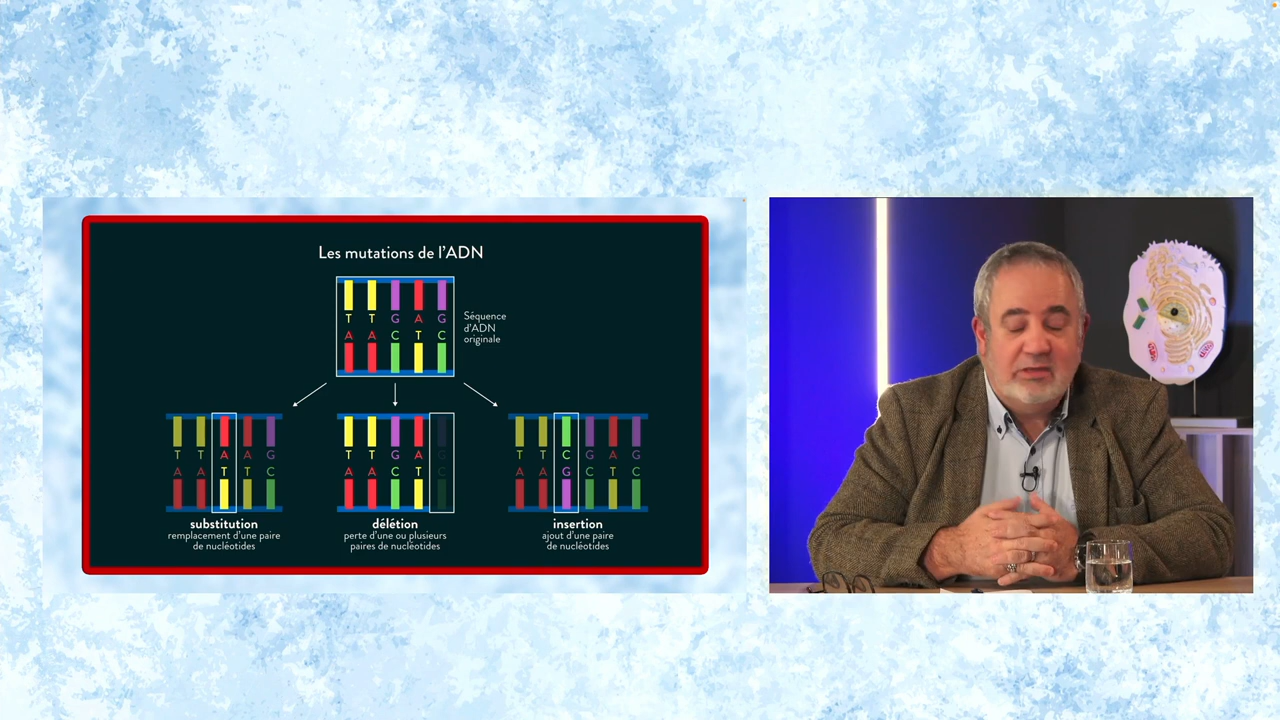 Les mutations de l'ADN
T T G A G
A A C T C
Séquence
d'ADN
originale
T T A A G
A A T T C
substitution
remplacement d'une paire
de nucléotides
T T G A G
A A C T C
délétion
perte d'une ou plusieurs
paires de nucléotides
T T C G A G
A A G C T C
insertion
ajout d'une paire
de nucléotides